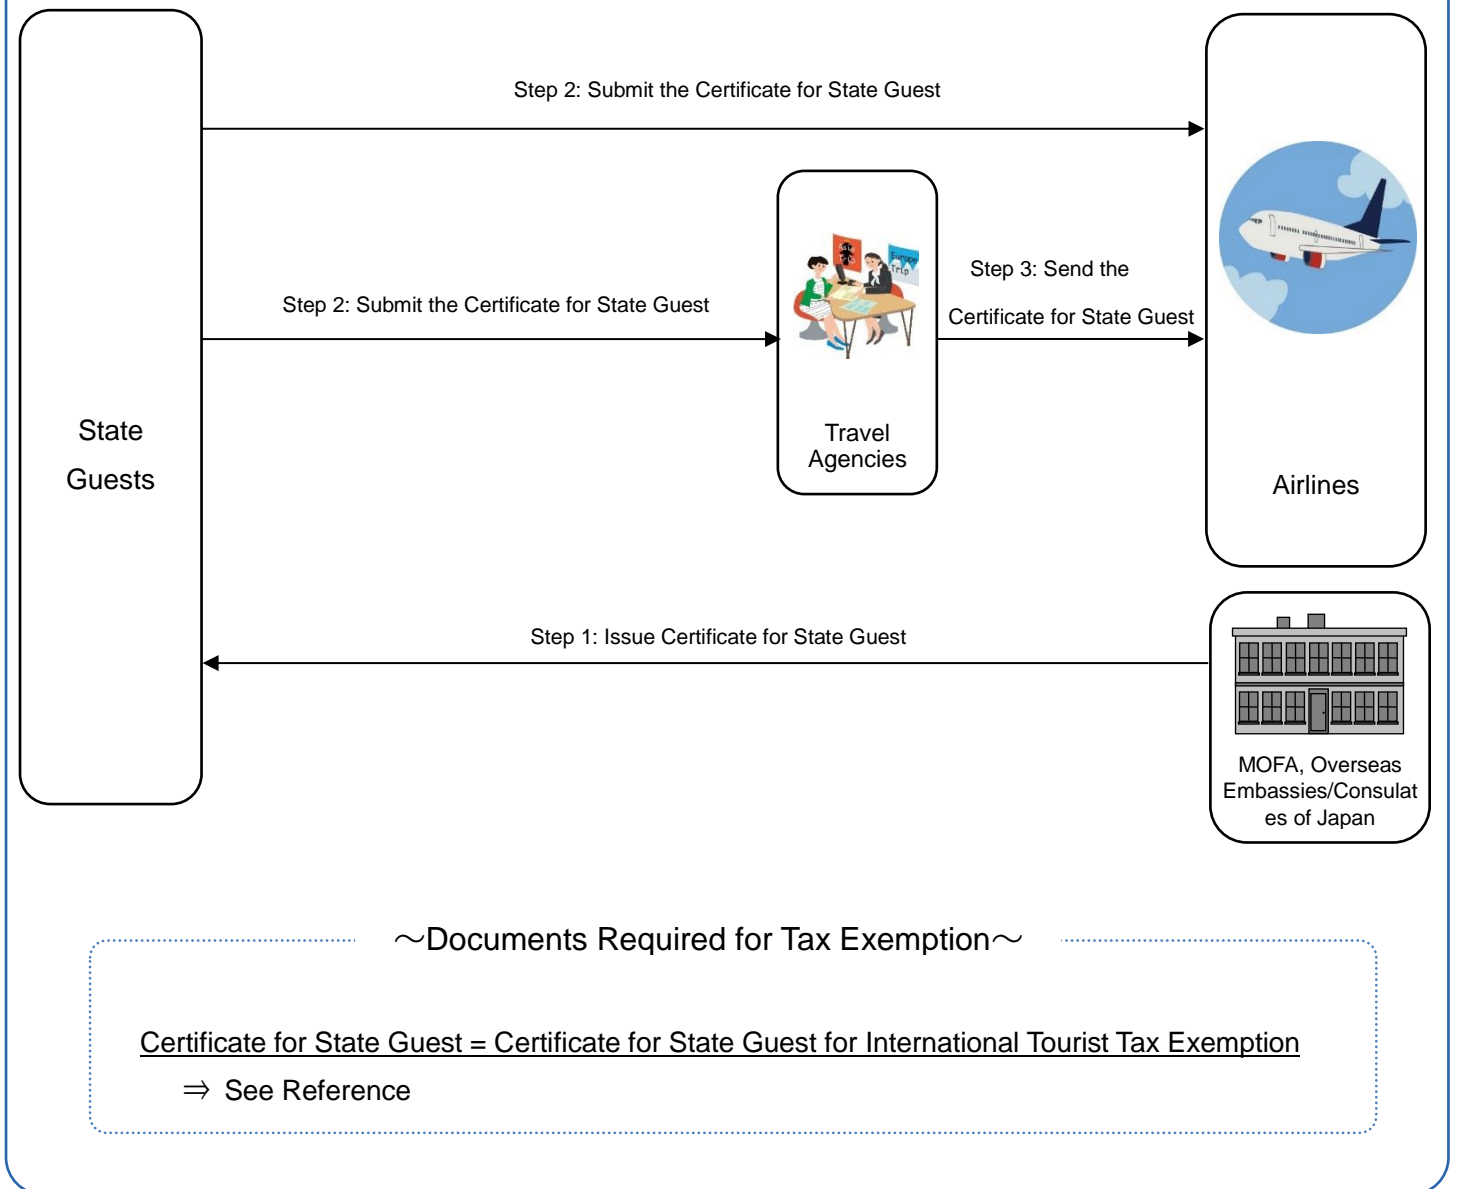 Step 2: Submit the Certificate for State Guest
Europe
Trip
Step 3: Send the
Certificate for State Guest
Step 2: Submit the Certificate for State Guest
State
Guests
Travel
Agencies
Airlines
Step 1: Issue Certificate for State Guest
MOFA, Overseas
Embassies/Consulat
es of Japan
～Documents Required for Tax Exemption～
Certificate for State Guest = Certificate for State Guest for International Tourist Tax Exemption
⇒ See Reference